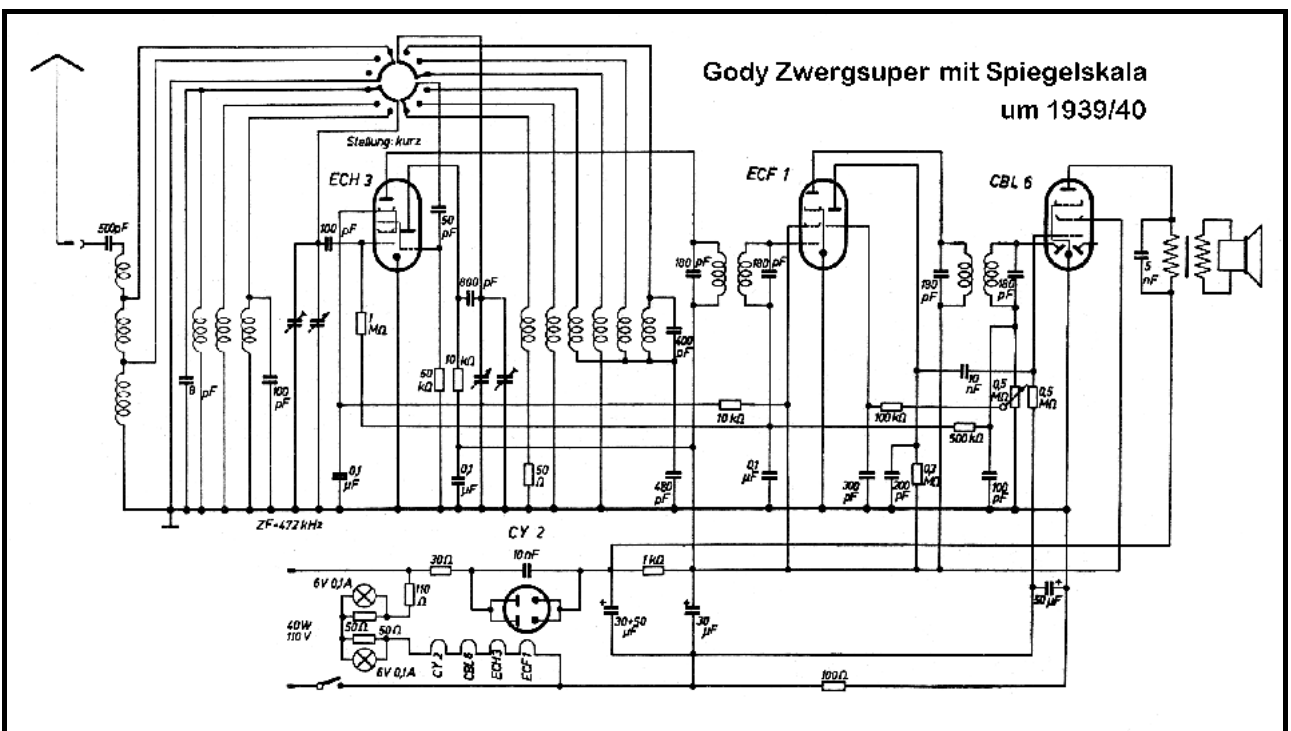 Gody Zwergsuper mit Spiegelskala
um 1939/40
Stellung: kurz
ECH 3
ECF 1
CBL 6
500pF
100 pF
50 pF
800 pF
180 pF
180 pF
180 pF
180 pF
5 nF
1 MΩ
400 pF
8 pF
100 pF
50 kΩ
10 kΩ
10 nF
0,5 MΩ
0,5 MΩ
10 kΩ
100 kΩ
500 kΩ
0,1 µF
0,1 µF
50 Ω
480 pF
0,1 µF
300 pF
200 pF
0,2 MΩ
100 pF
ZF=472 kHz
CY 2
30Ω
10nF
1 kΩ
6V 0,1A
110 Ω
50Ω
50Ω
40W
110 V
6V 0,1A
CY 2
CBL 6
ECH 3
ECF 1
30+50 µF
30 µF
50 µF
100Ω